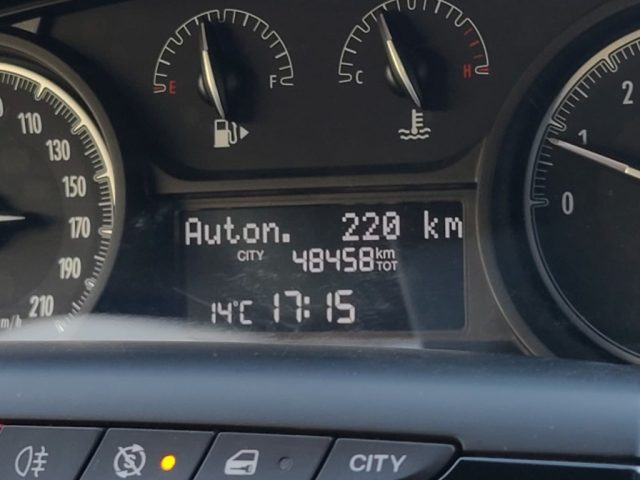 E F
C H
110
130
150
170
190
210
km/h
2
1
0
Auton. 220 km
CITY 48458 km TOT
14°C 17:15
CITY